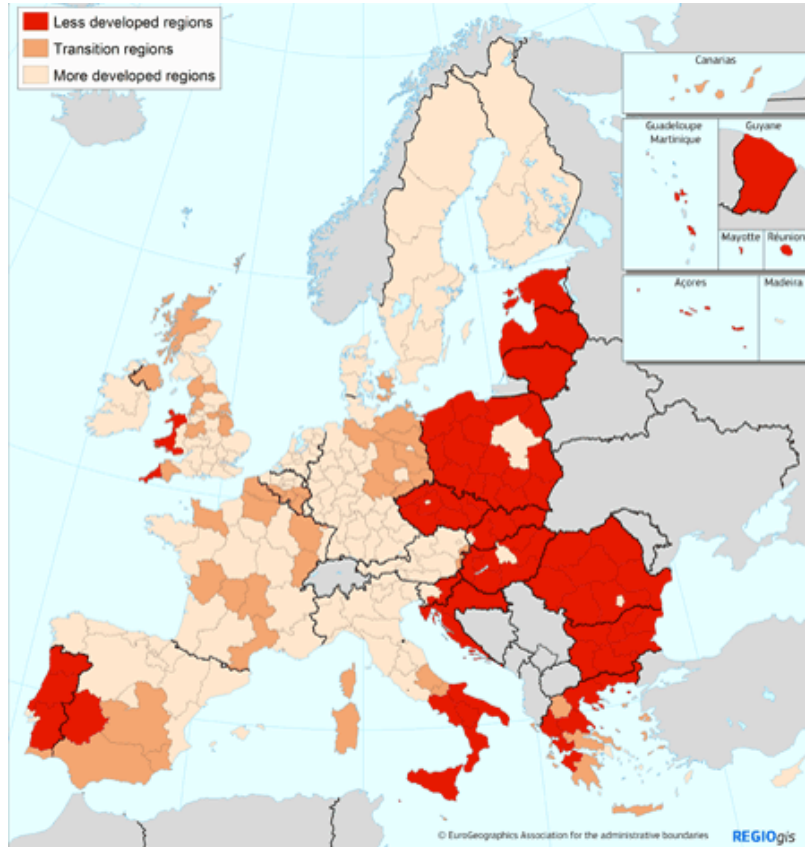 Less developed regions
Transition regions
More developed regions
Canarias
Guadeloupe
Martinique
Guyane
Mayotte
Réunion
Açores
Madeira
© EuroGeographics Association for the administrative boundaries
REGIOgis